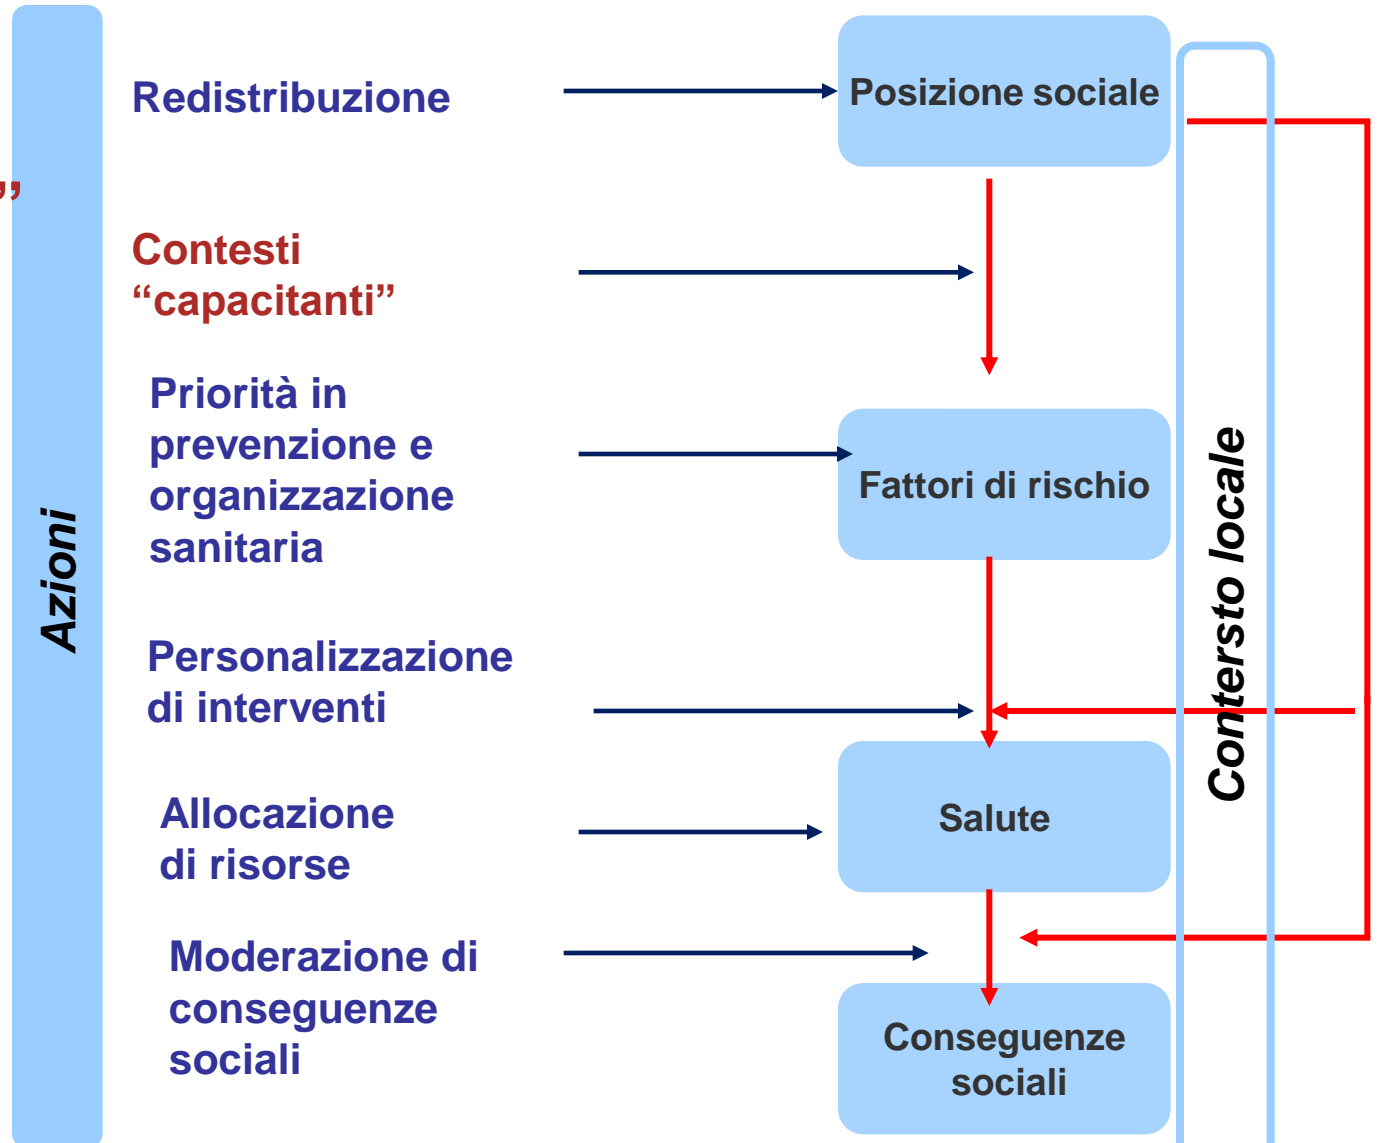 Redistribuzione
Posizione sociale
”
Contesti
“capacitanti”
Priorità in
prevenzione e
organizzazione
sanitaria
Fattori di rischio
Azioni
Contersto locale
Personalizzazione
di interventi
Allocazione
di risorse
Salute
Moderazione di
conseguenze
sociali
Conseguenze
sociali